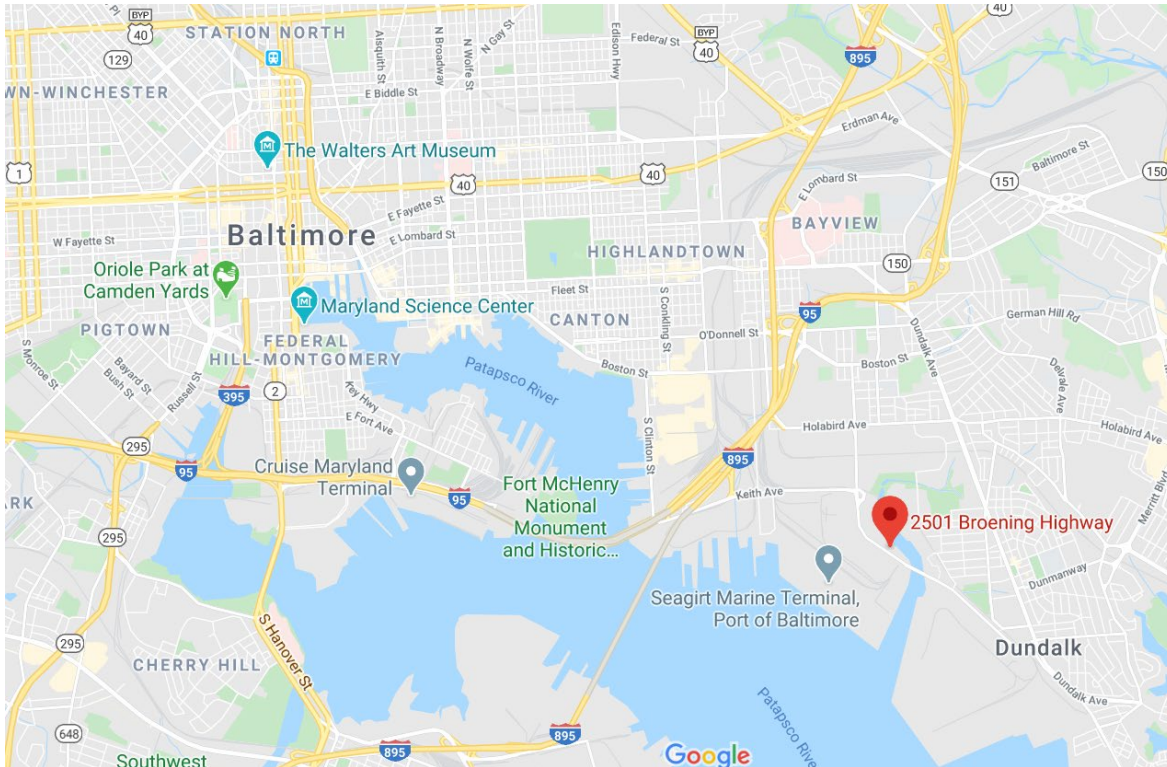 BYP
40
Pl
STATION NORTH
129
WN-WINCHESTER
Aisquith St
N Broadway
N Wolfe St
N Gay St
Edison Hwy
Federal St
BYP
40
895
40
E Biddle St
Erdman Ave
The Walters Art Museum
1
40
40
Baltimore St
151
150
E Lombard St
E Fayette St
BAYVIEW
W Fayette St
Baltimore
E Lombard St
HIGHLANDTOWN
150
Oriole Park at
Camden Yards
Fleet St
S Conkling St
Maryland Science Center
CANTON
95
German Hill Rd
PIGTOWN
FEDERAL
HILL-MONTGOMERY
O'Donnell St
Dundalk Ave
S Monroe St
Bayard St
Bush St
Russell St
Boston St
Boston St
Patapsco
River
Delvale Ave
395
2
Key Hwy
E Fort Ave
S Clinton St
Holabird Ave
Holabird Ave
295
95
Cruise Maryland
Terminal
95
895
Fort McHenry
National
Monument
and Historic...
Keith Ave
Merritt Blvd
ARK
2501 Broening Highway
295
Seagirt Marine Terminal,
Port of Baltimore
Dunmanway
S Hanover St
295
CHERRY HILL
Dundalk
Dundalk Ave
Patapsco River
648
895
895
Google
Southwest